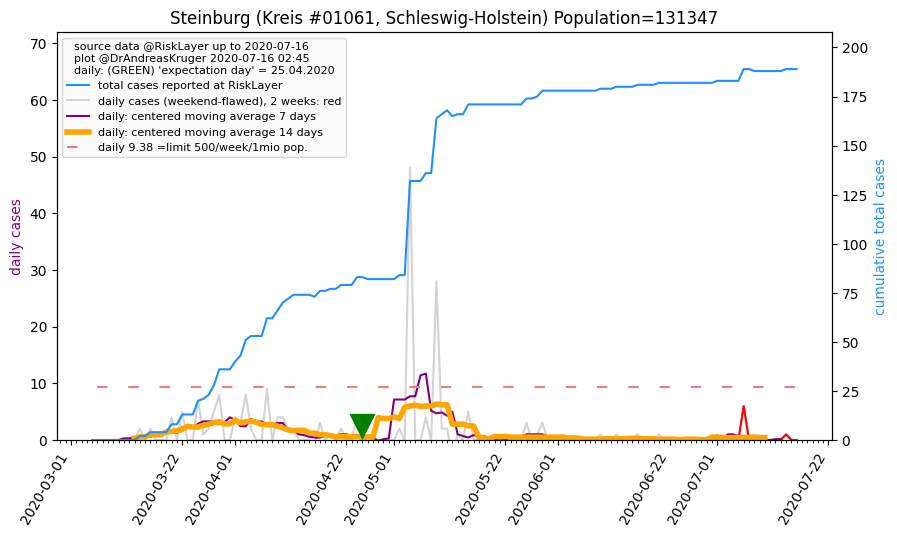 Steinburg (Kreis #01061, Schleswig-Holstein) Population=131347
source data @RiskLayer up to 2020-07-16
plot @DrAndreasKruger 2020-07-16 02:45
daily: (GREEN) 'expectation day' = 25.04.2020
total cases reported at RiskLayer
daily cases (weekend-flawed), 2 weeks: red
daily: centered moving average 7 days
daily: centered moving average 14 days
daily 9.38 =limit 500/week/1mio pop.
daily cases
70
60
50
40
30
20
10
0
cumulative total cases
200
175
150
125
100
75
50
25
0
2020-03-01
2020-03-22
2020-04-01
2020-04-22
2020-05-01
2020-05-22
2020-06-01
2020-06-22
2020-07-01
2020-07-22